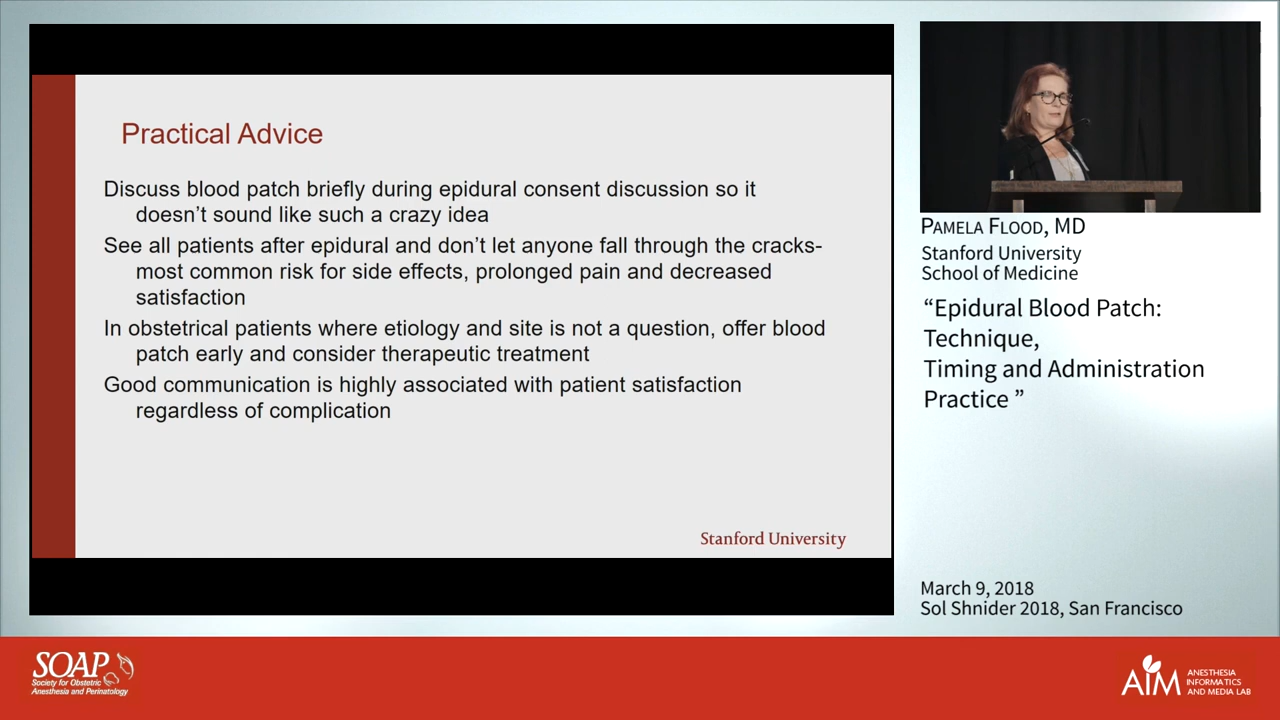 Practical Advice
Discuss blood patch briefly during epidural consent discussion so it
doesn't sound like such a crazy idea
See all patients after epidural and don't let anyone fall through the cracks-
most common risk for side effects, prolonged pain and decreased
satisfaction
In obstetrical patients where etiology and site is not a question, offer blood
patch early and consider therapeutic treatment
Good communication is highly associated with patient satisfaction
regardless of complication
Stanford University
PAMELA FLOOD, MD
Stanford University
School of Medicine
“Epidural Blood Patch:
Technique,
Timing and Administration
Practice ”
March 9, 2018
Sol Shnider 2018, San Francisco
SOAP
Society for Obstetric
Anesthesia and Perinatology
AIM
ANESTHESIA
INFORMATICS
AND MEDIA LAB